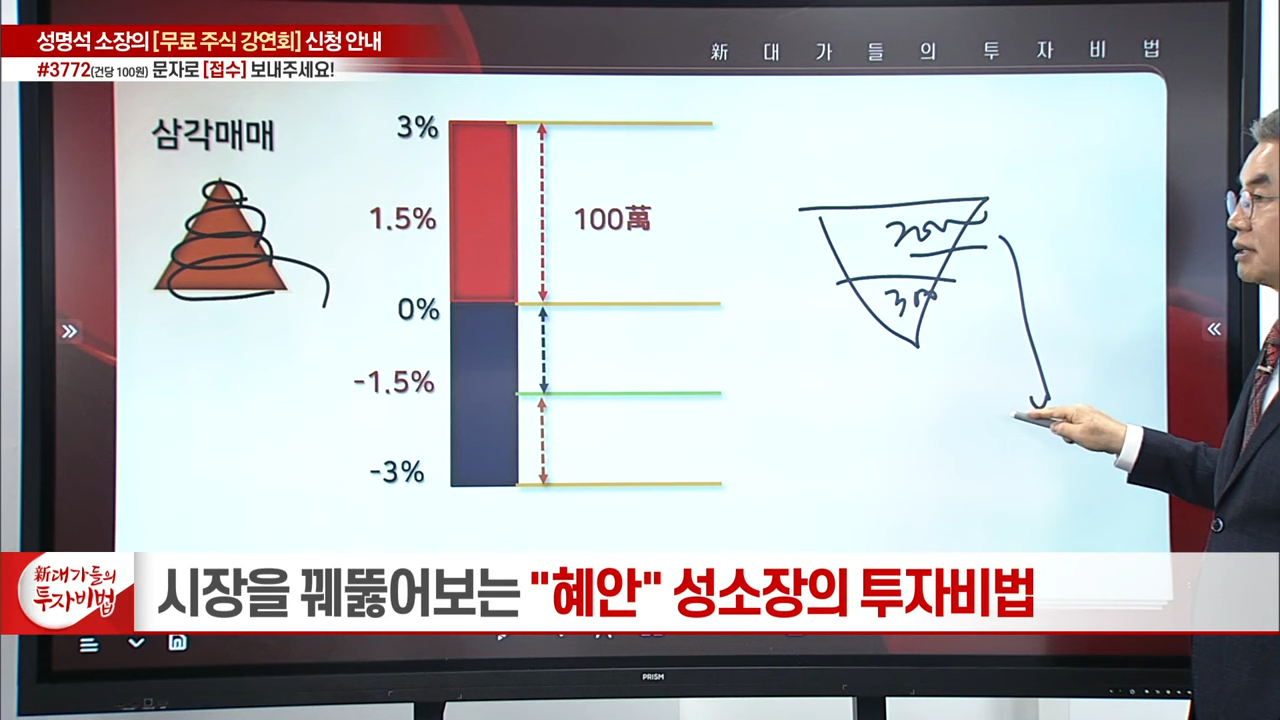 성명석 소장의 [무료 주식 강연회] 신청 안내
#3772(건당 100원) 문자로 [접수] 보내주세요!
新 대 가 들 의 투 자 비 법
삼각매매
3%
1.5%
100萬
0%
-1.5%
-3%
300
新대가들의
투자비법
시장을 꿰뚫어보는 "혜안" 성소장의 투자비법
PRISM